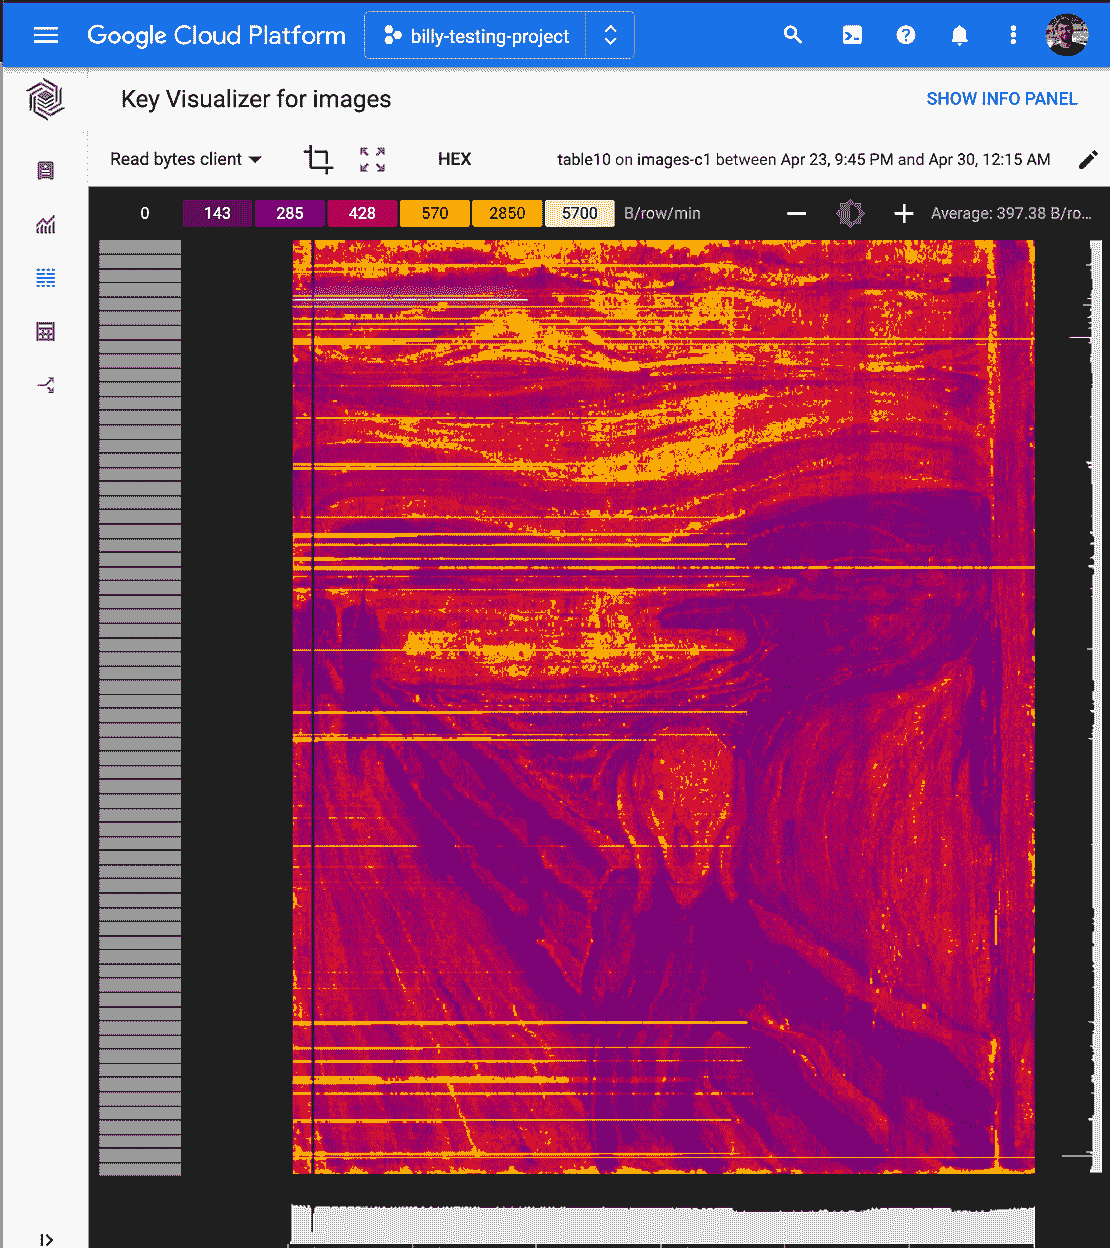 Google Cloud Platform billy-testing-project
Key Visualizer for images SHOW INFO PANEL
Read bytes client HEX table10 on images-c1 between Apr 23, 9:45 PM and Apr 30, 12:15 AM
0 143 285 428 570 2850 5700 B/row/min Average: 397.38 B/ro...